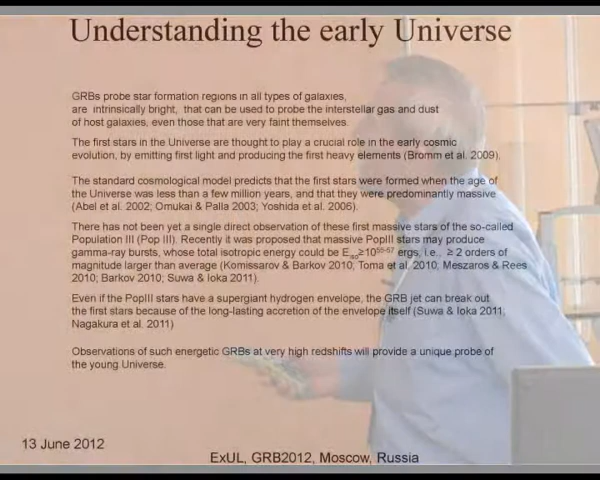 Understanding the early Universe
GRBs probe star formation regions in all types of galaxies,
are intrinsically bright, that can be used to probe the interstellar gas and dust
of host galaxies, even those that are very faint themselves.
The first stars in the Universe are thought to play a crucial role in the early cosmic
evolution, by emitting first light and producing the first heavy elements (Bromm et al. 2009).
The standard cosmological model predicts that the first stars were formed when the age of
the Universe was less than a few million years, and that they were predominantly massive
(Abel et al. 2002; Omukai & Palla 2003; Yoshida et al. 2006).
There has not been yet a single direct observation of these first massive stars of the so-called
Population III (Pop III). Recently it was proposed that massive PopIII stars may produce
gamma-ray bursts, whose total isotropic energy could be Eiso≥10⁵⁵⁻⁵⁷ ergs, i.e., ≥ 2 orders of
magnitude larger than average (Komissarov & Barkov 2010; Toma et al. 2010; Meszaros & Rees
2010; Barkov 2010; Suwa & Ioka 2011).
Even if the PopIII stars have a supergiant hydrogen envelope, the GRB jet can break out
the first stars because of the long-lasting accretion of the envelope itself (Suwa & Ioka 2011;
Nagakura et al. 2011)
Observations of such energetic GRBs at very high redshifts will provide a unique probe of
the young Universe.
13 June 2012
ExUL, GRB2012, Moscow, Russia